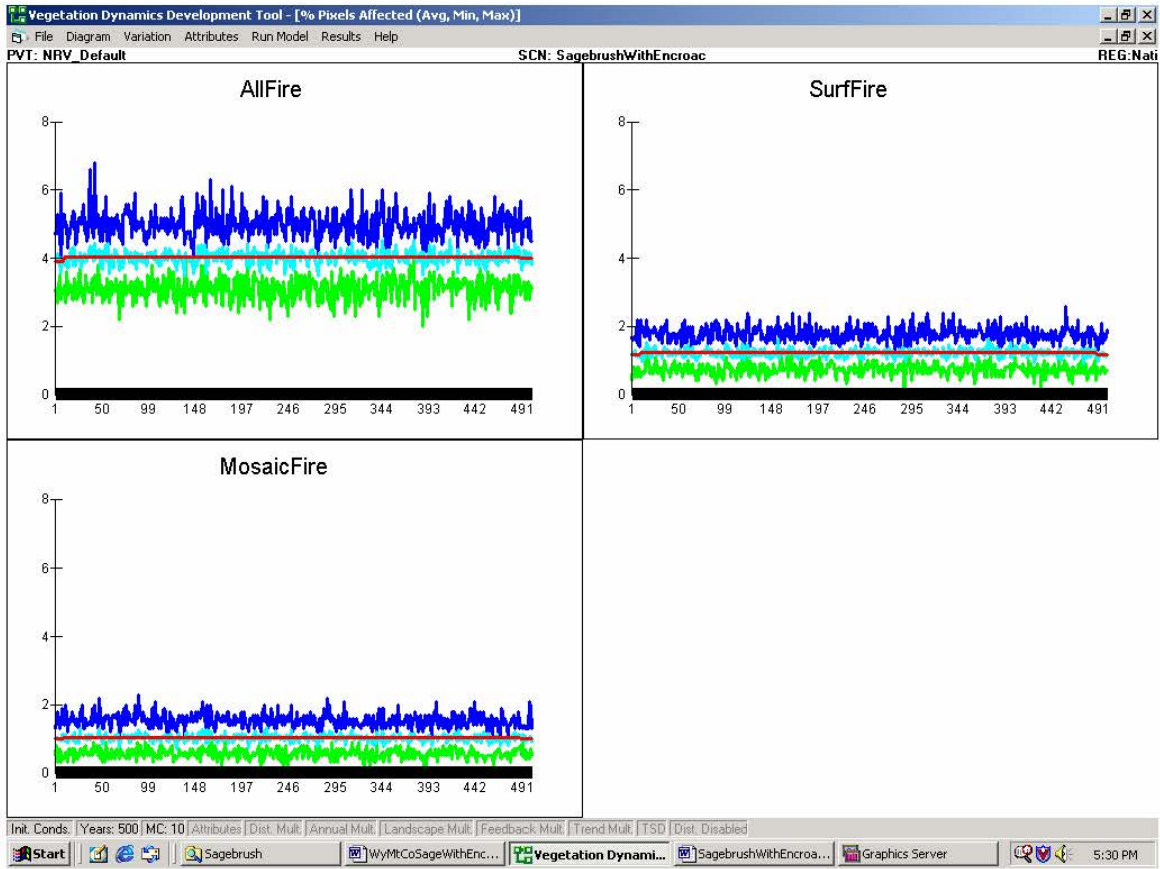 Vegetation Dynamics Development Tool - [% Pixels Affected (Avg, Min, Max)]
File Diagram Variation Attributes Run Model Results Help
PVT: NRV_Default SCN: SagebrushWithEncroac REG:Nati
AllFire
8
6
4
2
0
1 50 99 148 197 246 295 344 393 442 491
SurfFire
8
6
4
2
0
1 50 99 148 197 246 295 344 393 442 491
MosaicFire
8
6
4
2
0
1 50 99 148 197 246 295 344 393 442 491
Init. Conds. Years: 500 MC: 10 Attributes Dist. Mult. Annual Mult. Landscape Mult. Feedback Mult. Trend Mult. TSD Dist. Disabled
Start Sagebrush WyMtCoSageWithEnc... Vegetation Dynami... SagebrushWithEncroa... Graphics Server 5:30 PM